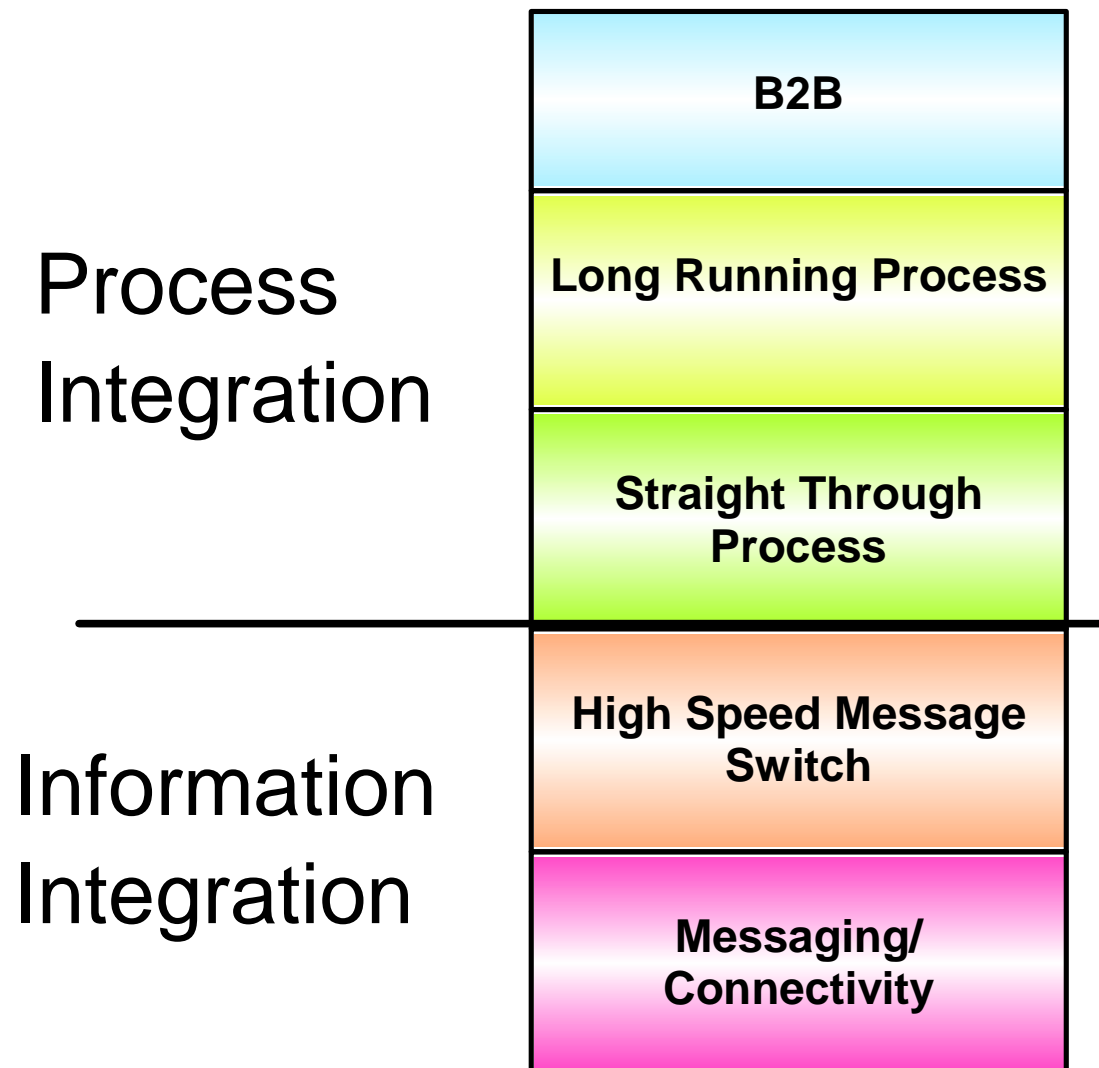 B2B
Process
Integration
Long Running Process
Straight Through
Process
Information
Integration
High Speed Message
Switch
Messaging/
Connectivity